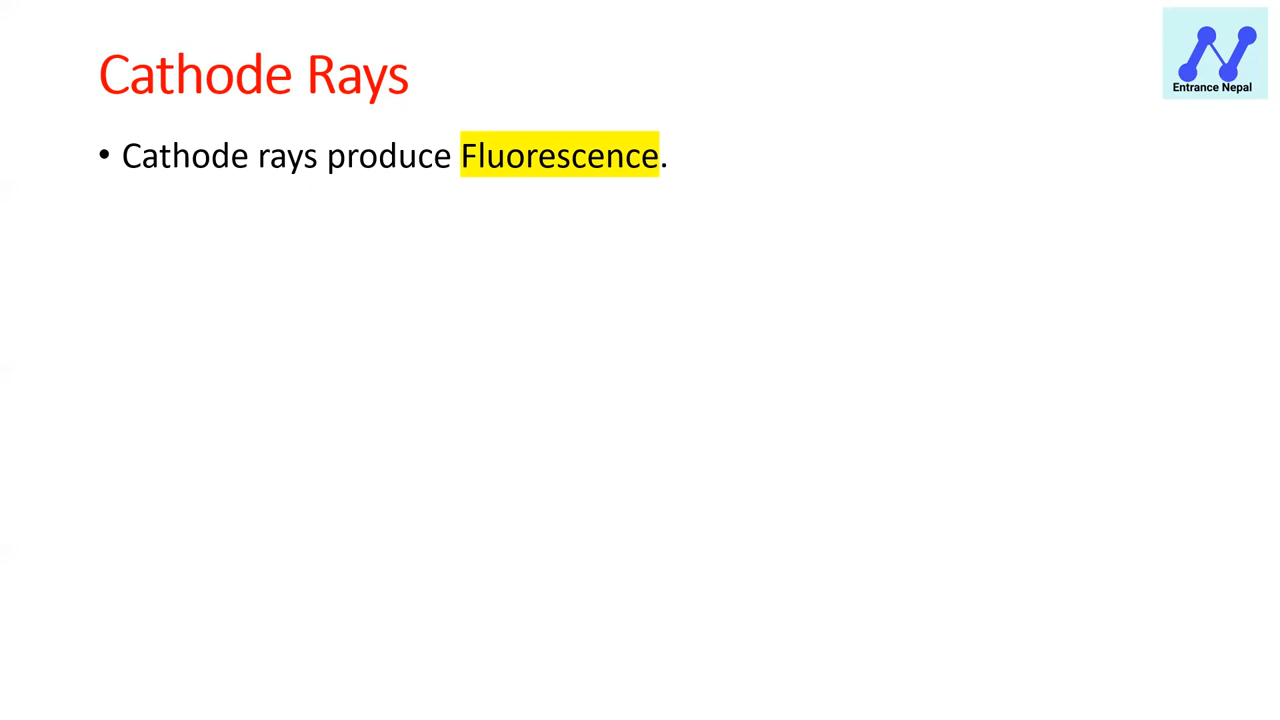 Cathode Rays
Entrance Nepal
• Cathode rays produce Fluorescence.